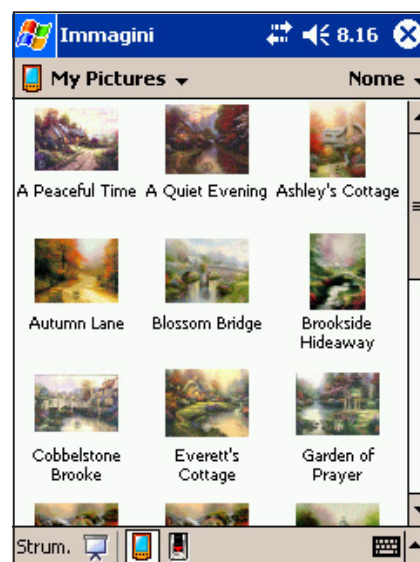 Immagini 8.16
My Pictures Nome
A Peaceful Time A Quiet Evening Ashley's Cottage
Autumn Lane Blossom Bridge Brookside
Hideaway
Cobbelstone
Brooke
Everett's
Cottage
Garden of
Prayer
Strum.